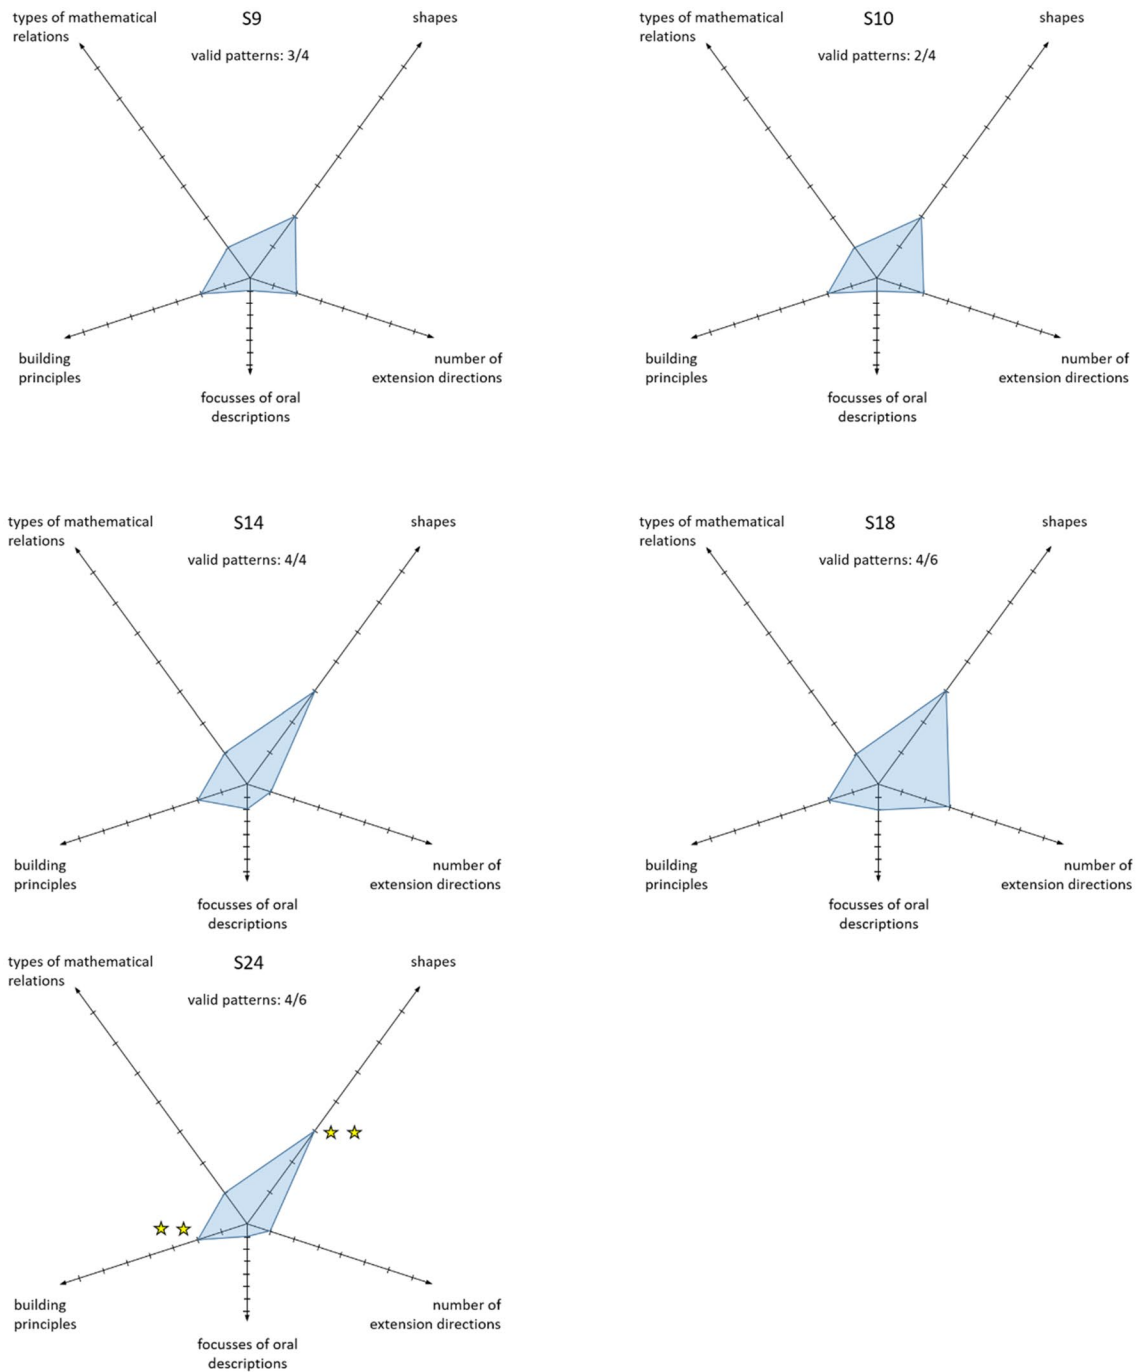 types of mathematical
relations
S9
shapes
valid patterns: 3/4
building
principles
number of
extension directions
focusses of oral
descriptions
types of mathematical
relations
S10
shapes
valid patterns: 2/4
building
principles
number of
extension directions
focusses of oral
descriptions
types of mathematical
relations
S14
shapes
valid patterns: 4/4
building
principles
number of
extension directions
focusses of oral
descriptions
types of mathematical
relations
S18
shapes
valid patterns: 4/6
building
principles
number of
extension directions
focusses of oral
descriptions
types of mathematical
relations
S24
shapes
valid patterns: 4/6
building
principles
number of
extension directions
focusses of oral
descriptions